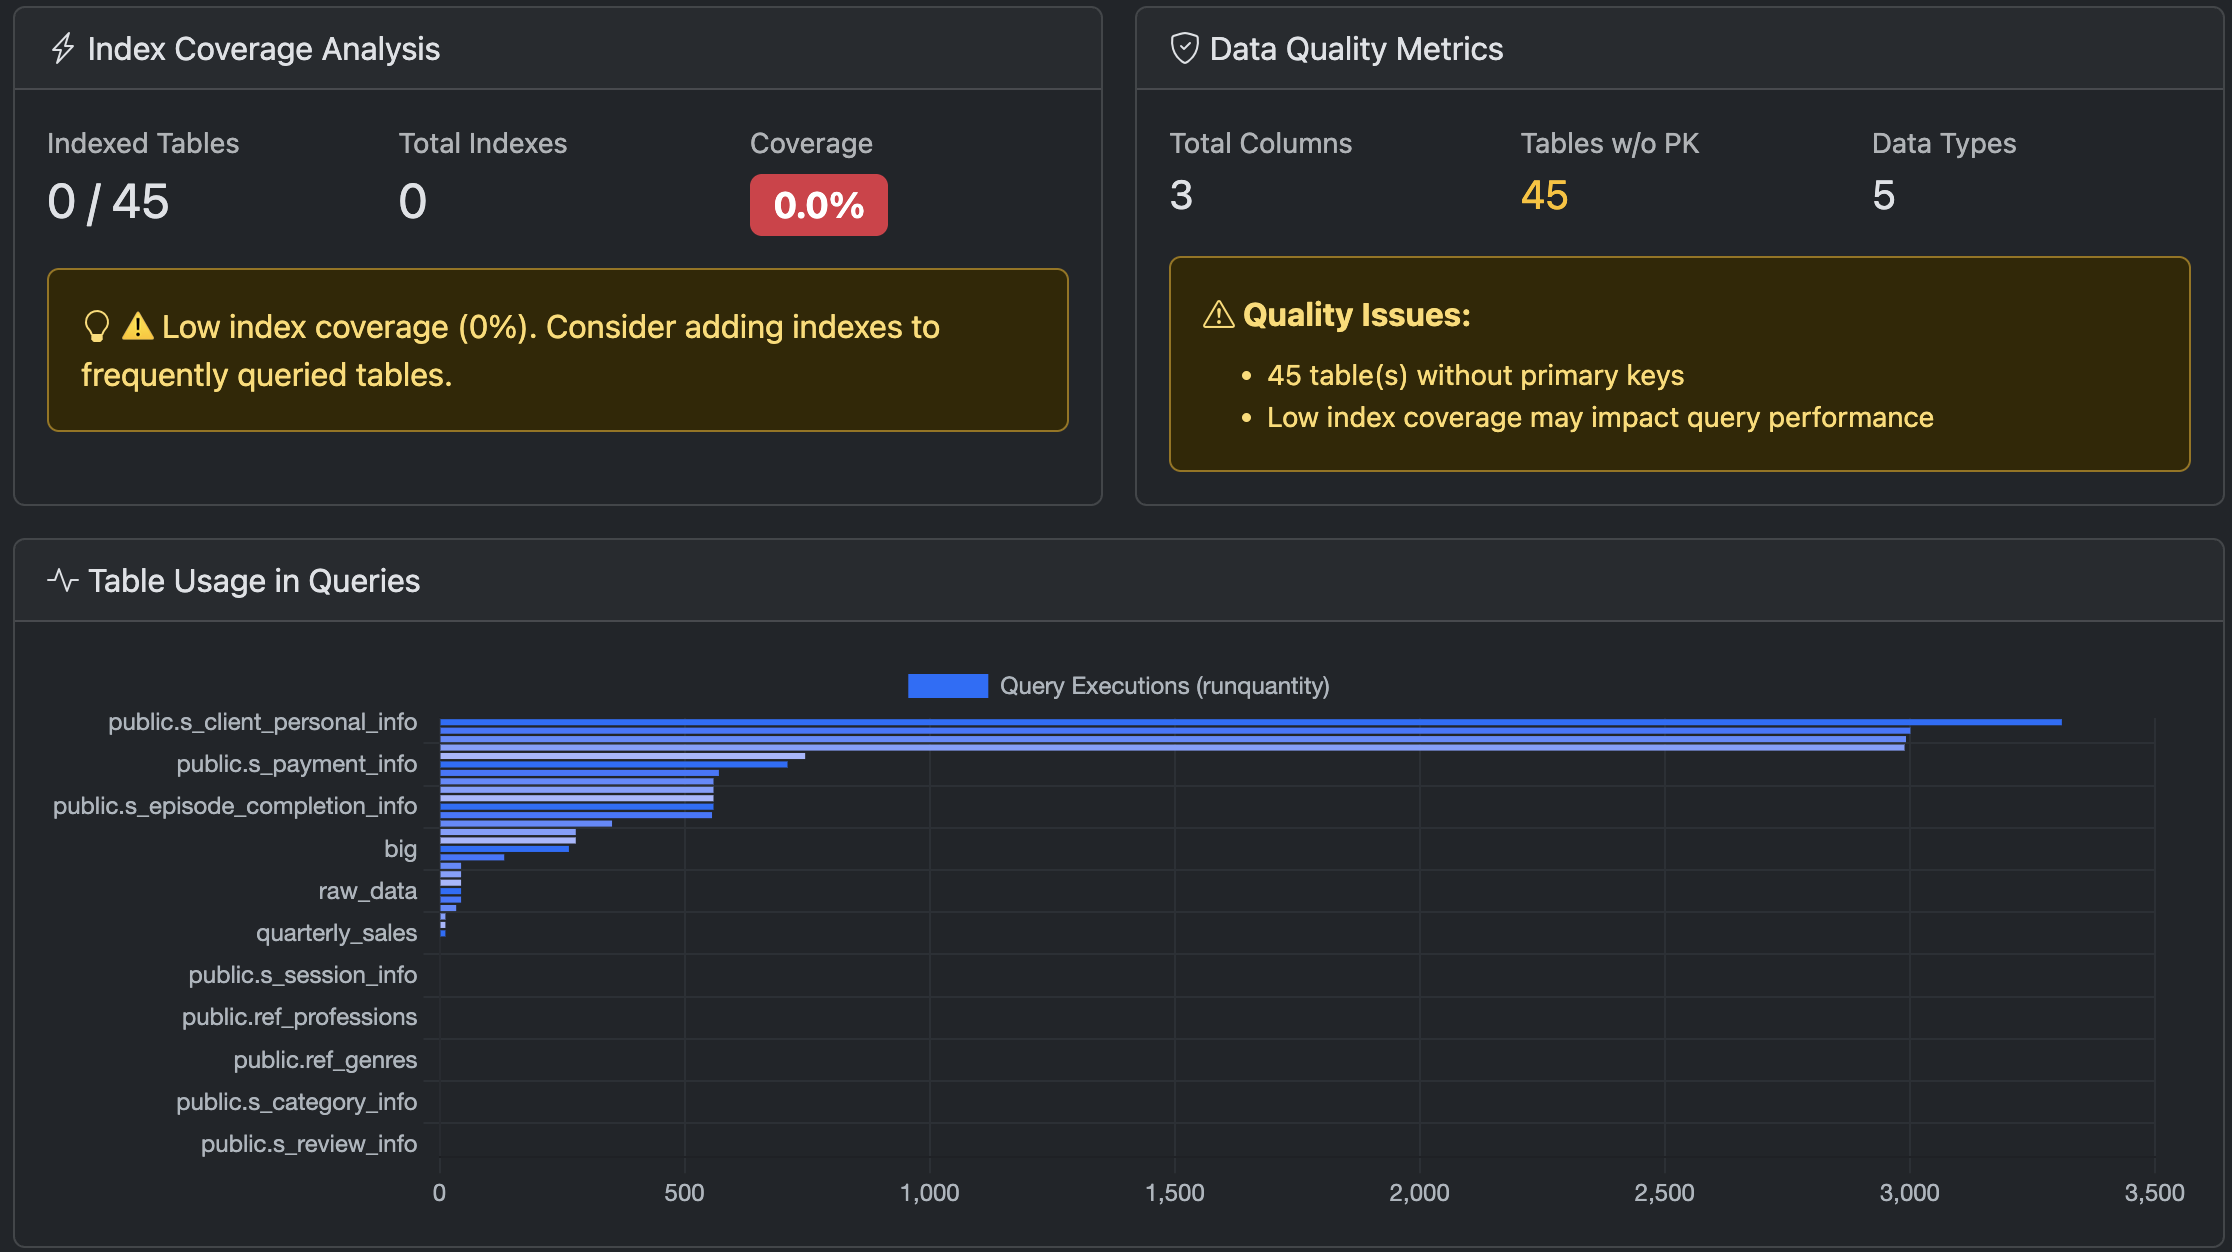 Index Coverage Analysis
Indexed Tables
Total Indexes
Coverage
0 / 45
0
0.0%
⚠️ Low index coverage (0%). Consider adding indexes to
frequently queried tables.
Data Quality Metrics
Total Columns
Tables w/o PK
Data Types
3
45
5
Quality Issues:
• 45 table(s) without primary keys
• Low index coverage may impact query performance
Table Usage in Queries
Query Executions (runquantity)
public.s_client_personal_info
public.s_payment_info
public.s_episode_completion_info
big
raw_data
quarterly_sales
public.s_session_info
public.ref_professions
public.ref_genres
public.s_category_info
public.s_review_info
0
500
1,000
1,500
2,000
2,500
3,000
3,500